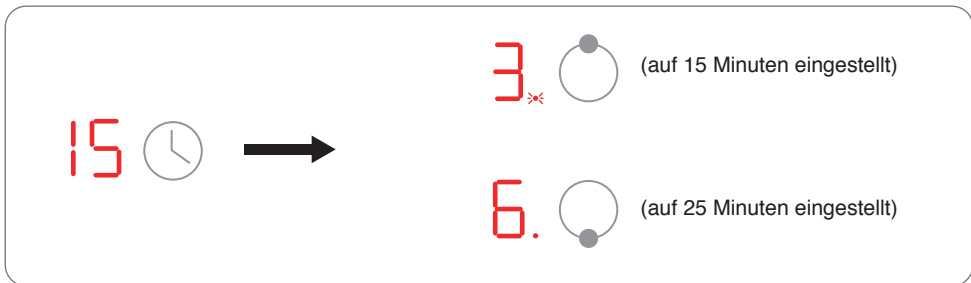 3. (auf 15 Minuten eingestellt)
15
6. (auf 25 Minuten eingestellt)